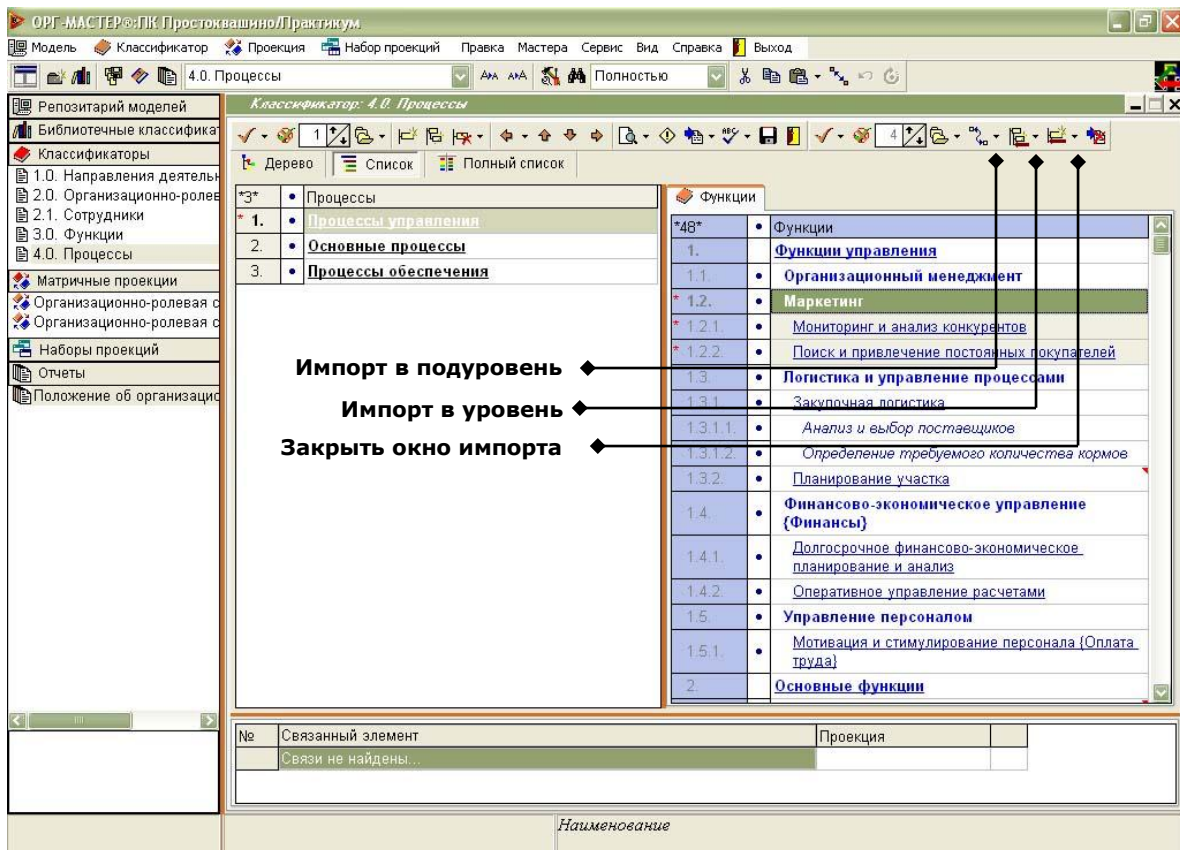 ОРГ-МАСТЕР®:ПК Простоквашино/Практикум
Модель Классификатор Проекция Набор проекций Правка Мастера Сервис Вид Справка Выход
4.0. Процессы Полностью
Репозитарий моделей
Библиотечные классифика
Классификаторы
1.0. Направления деятельн
2.0. Организационно-ролев
2.1. Сотрудники
3.0. Функции
4.0. Процессы
Матричные проекции
Организационно-ролевая с
Организационно-ролевая с
Наборы проекций
Отчеты
Положение об организацио
Классификатор: 4.0. Процессы
1 4
Дерево Список Полный список
*3* • Процессы
* 1. • Процессы управления
2. • Основные процессы
3. • Процессы обеспечения
Импорт в подуровень
Импорт в уровень
Закрыть окно импорта
Функции
*48* • Функции
1. Функции управления
1.1. • Организационный менеджмент
* 1.2. • Маркетинг
* 1.2.1. • Мониторинг и анализ конкурентов
* 1.2.2. • Поиск и привлечение постоянных покупателей
1.3. • Логистика и управление процессами
1.3.1. • Закупочная логистика
1.3.1.1. • Анализ и выбор поставщиков
1.3.1.2. • Определение требуемого количества кормов
1.3.2. • Планирование участка
1.4. • Финансово-экономическое управление
{Финансы}
1.4.1. • Долгосрочное финансово-экономическое
планирование и анализ
1.4.2. • Оперативное управление расчетами
1.5. • Управление персоналом
1.5.1. • Мотивация и стимулирование персонала {Оплата
труда}
2. Основные функции
№ Связанный элемент Проекция
Связи не найдены...
Наименование